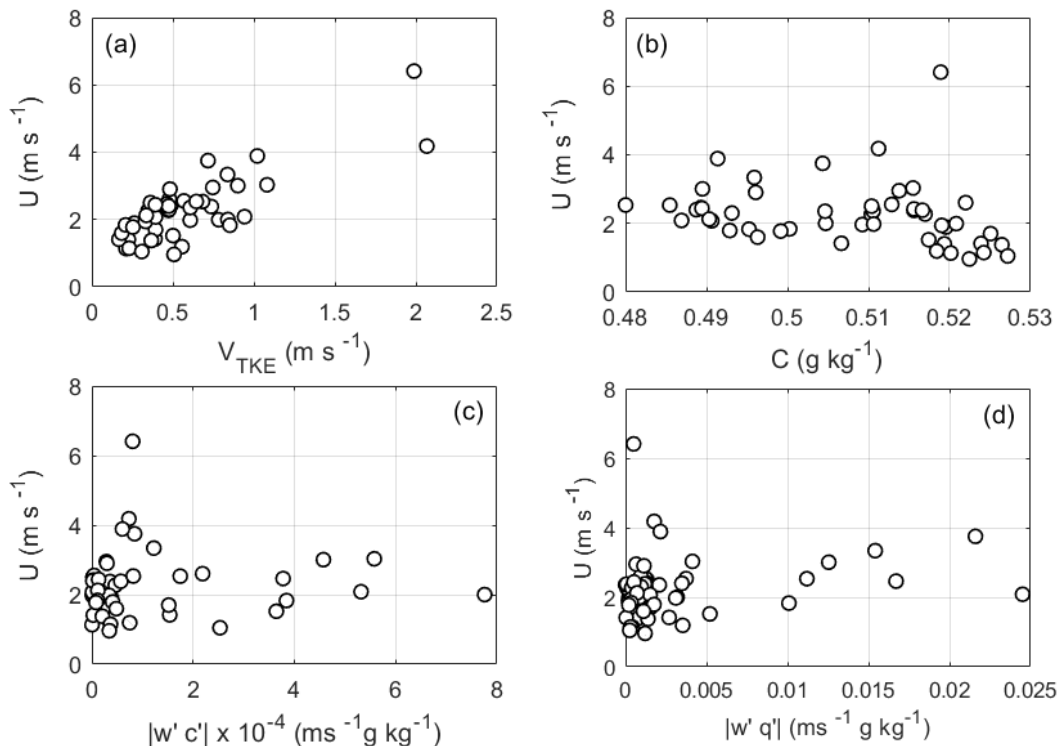 (a)
U (m s⁻¹)
8
6
4
2
0
0 0.5 1 1.5 2 2.5
V_TKE (m s⁻¹)
(b)
U (m s⁻¹)
8
6
4
2
0
0.48 0.49 0.5 0.51 0.52 0.53
C (g kg⁻¹)
(c)
U (m s⁻¹)
8
6
4
2
0
0 2 4 6 8
|w' c'| x 10⁻⁴ (ms⁻¹g kg⁻¹)
(d)
U (m s⁻¹)
8
6
4
2
0
0 0.005 0.01 0.015 0.02 0.025
|w' q'| (ms⁻¹ g kg⁻¹)